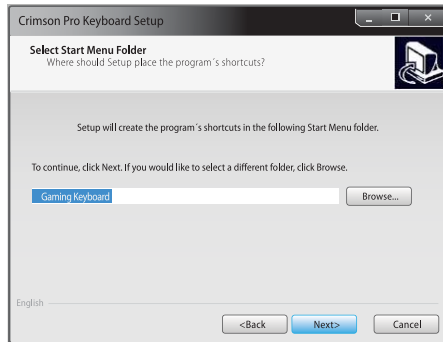 Crimson Pro Keyboard Setup
Select Start Menu Folder
Where should Setup place the program´s shortcuts?
Setup will create the program´s shortcuts in the following Start Menu folder.
To continue, click Next. If you would like to select a different folder, click Browse.
Gaming Keyboard
Browse...
English
<Back
Next>
Cancel